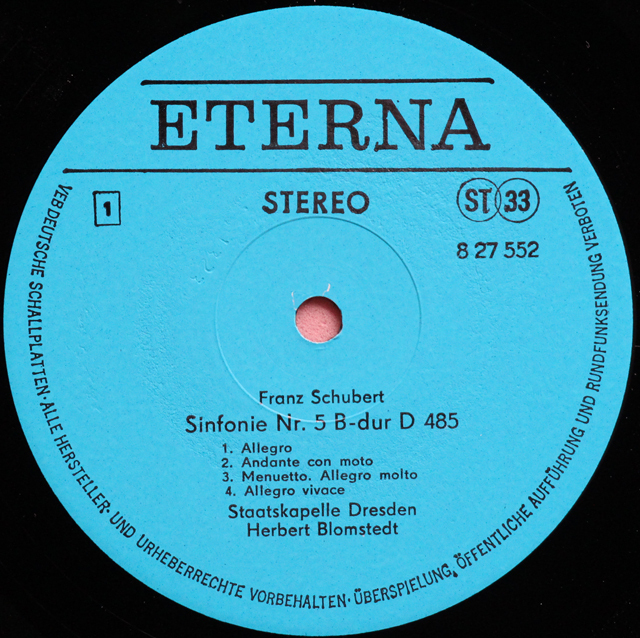 ETERNA
1
STEREO
ST 33
8 27 552
Franz Schubert
Sinfonie Nr. 5 B-dur D 485
1. Allegro
2. Andante con moto
3. Menuetto. Allegro molto
4. Allegro vivace
Staatskapelle Dresden
Herbert Blomstedt
VEB DEUTSCHE SCHALLPLATTEN · ALLE HERSTELLER- UND URHEBERRECHTE VORBEHALTEN · ÜBERSPIELUNG, ÖFFENTLICHE AUFFÜHRUNG UND RUNDFUNKSENDUNG VERBOTEN